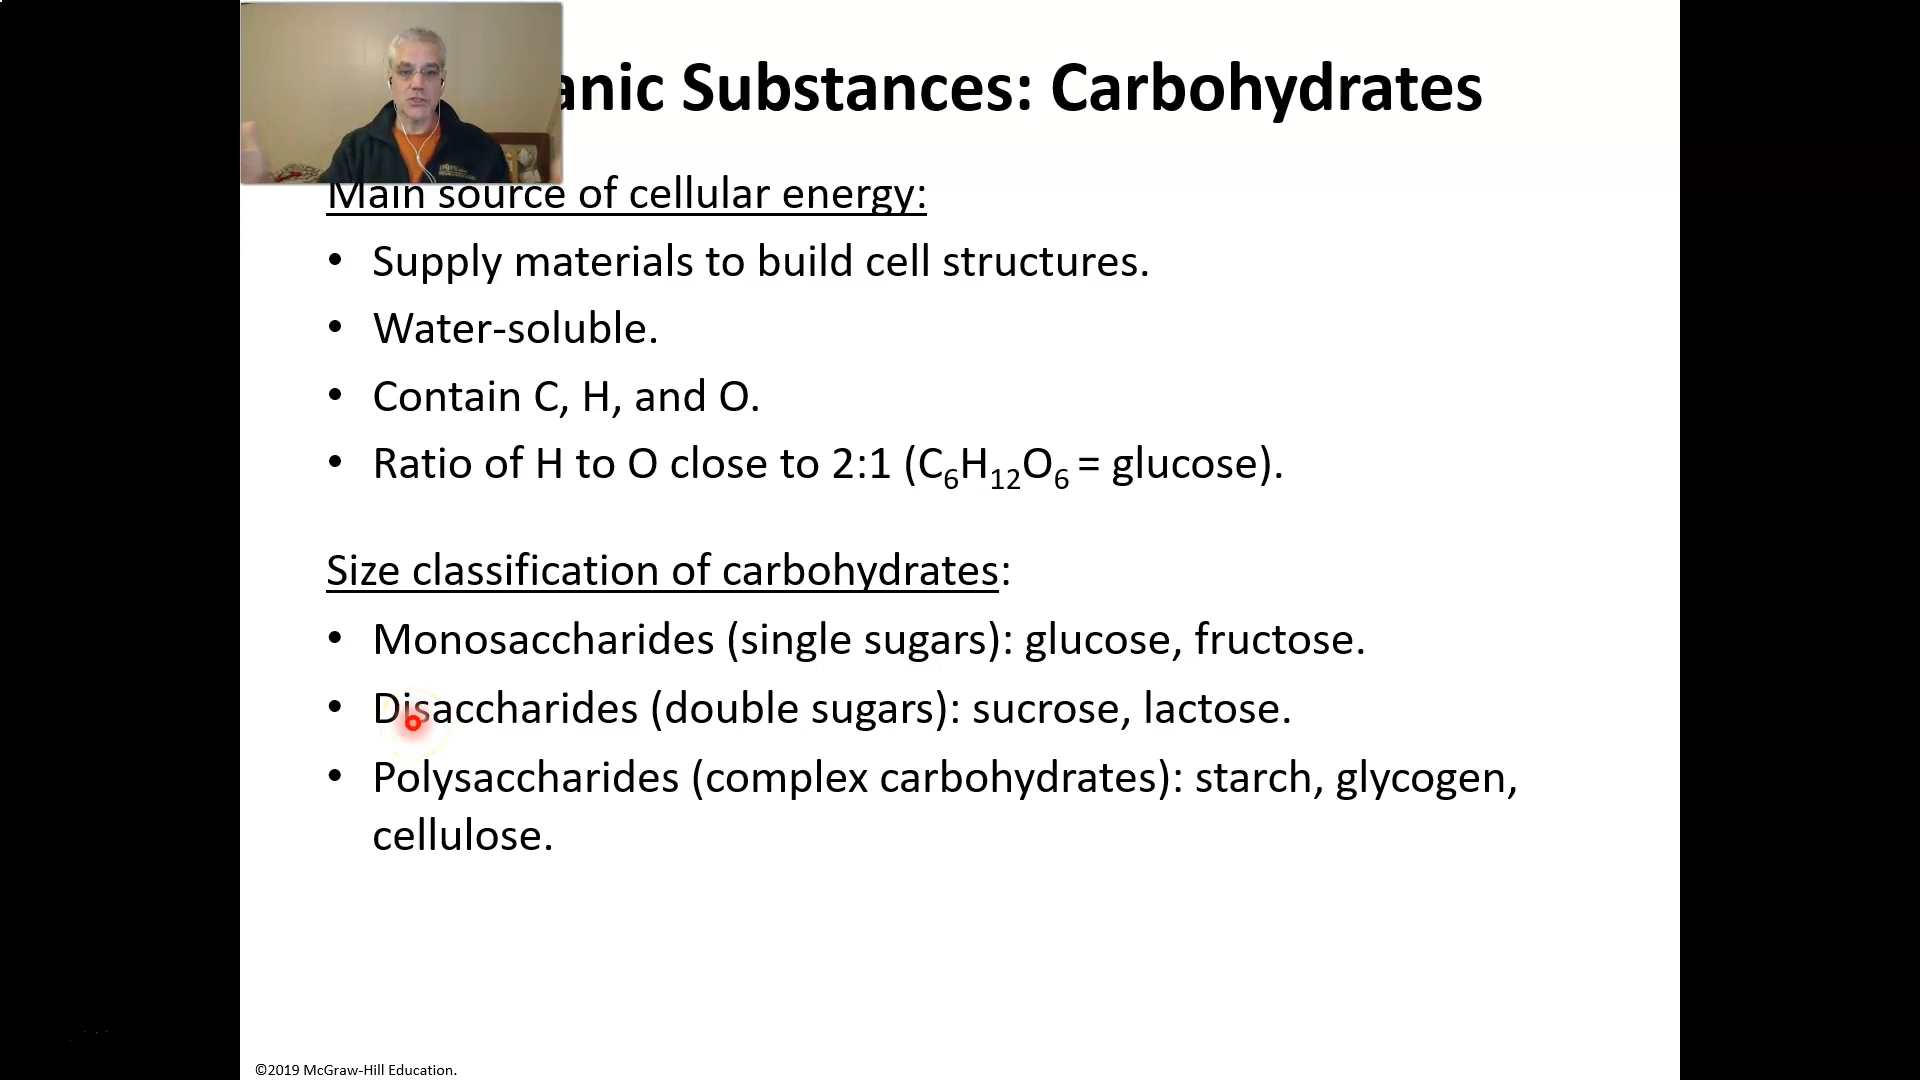 anic Substances: Carbohydrates
Main source of cellular energy:
• Supply materials to build cell structures.
• Water-soluble.
• Contain C, H, and O.
• Ratio of H to O close to 2:1 (C₆H₁₂O₆ = glucose).
Size classification of carbohydrates:
• Monosaccharides (single sugars): glucose, fructose.
• Disaccharides (double sugars): sucrose, lactose.
• Polysaccharides (complex carbohydrates): starch, glycogen,
cellulose.
©2019 McGraw-Hill Education.